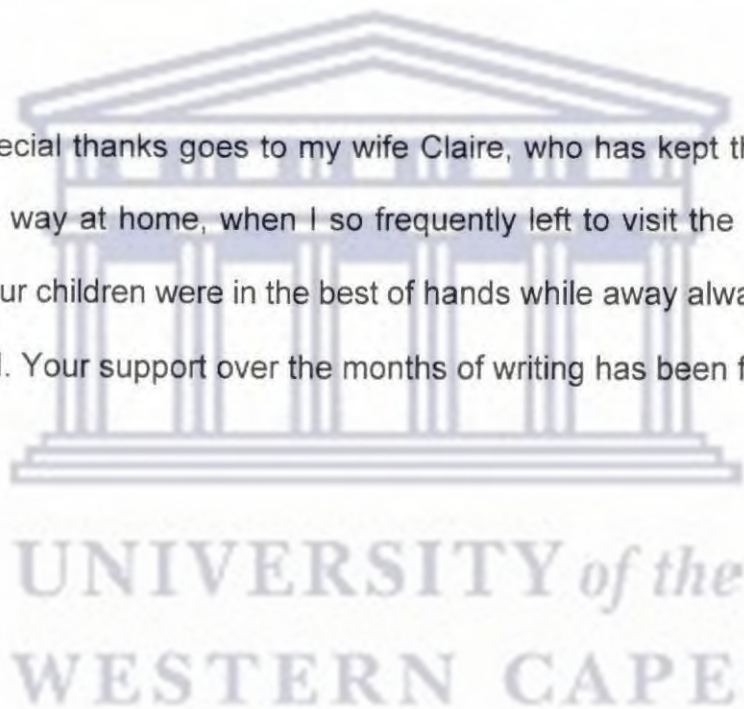 ecial thanks goes to my wife Claire, who has kept th
way at home, when I so frequently left to visit the
ur children were in the best of hands while away alwa
. Your support over the months of writing has been f
UNIVERSITY of the
WESTERN CAPE